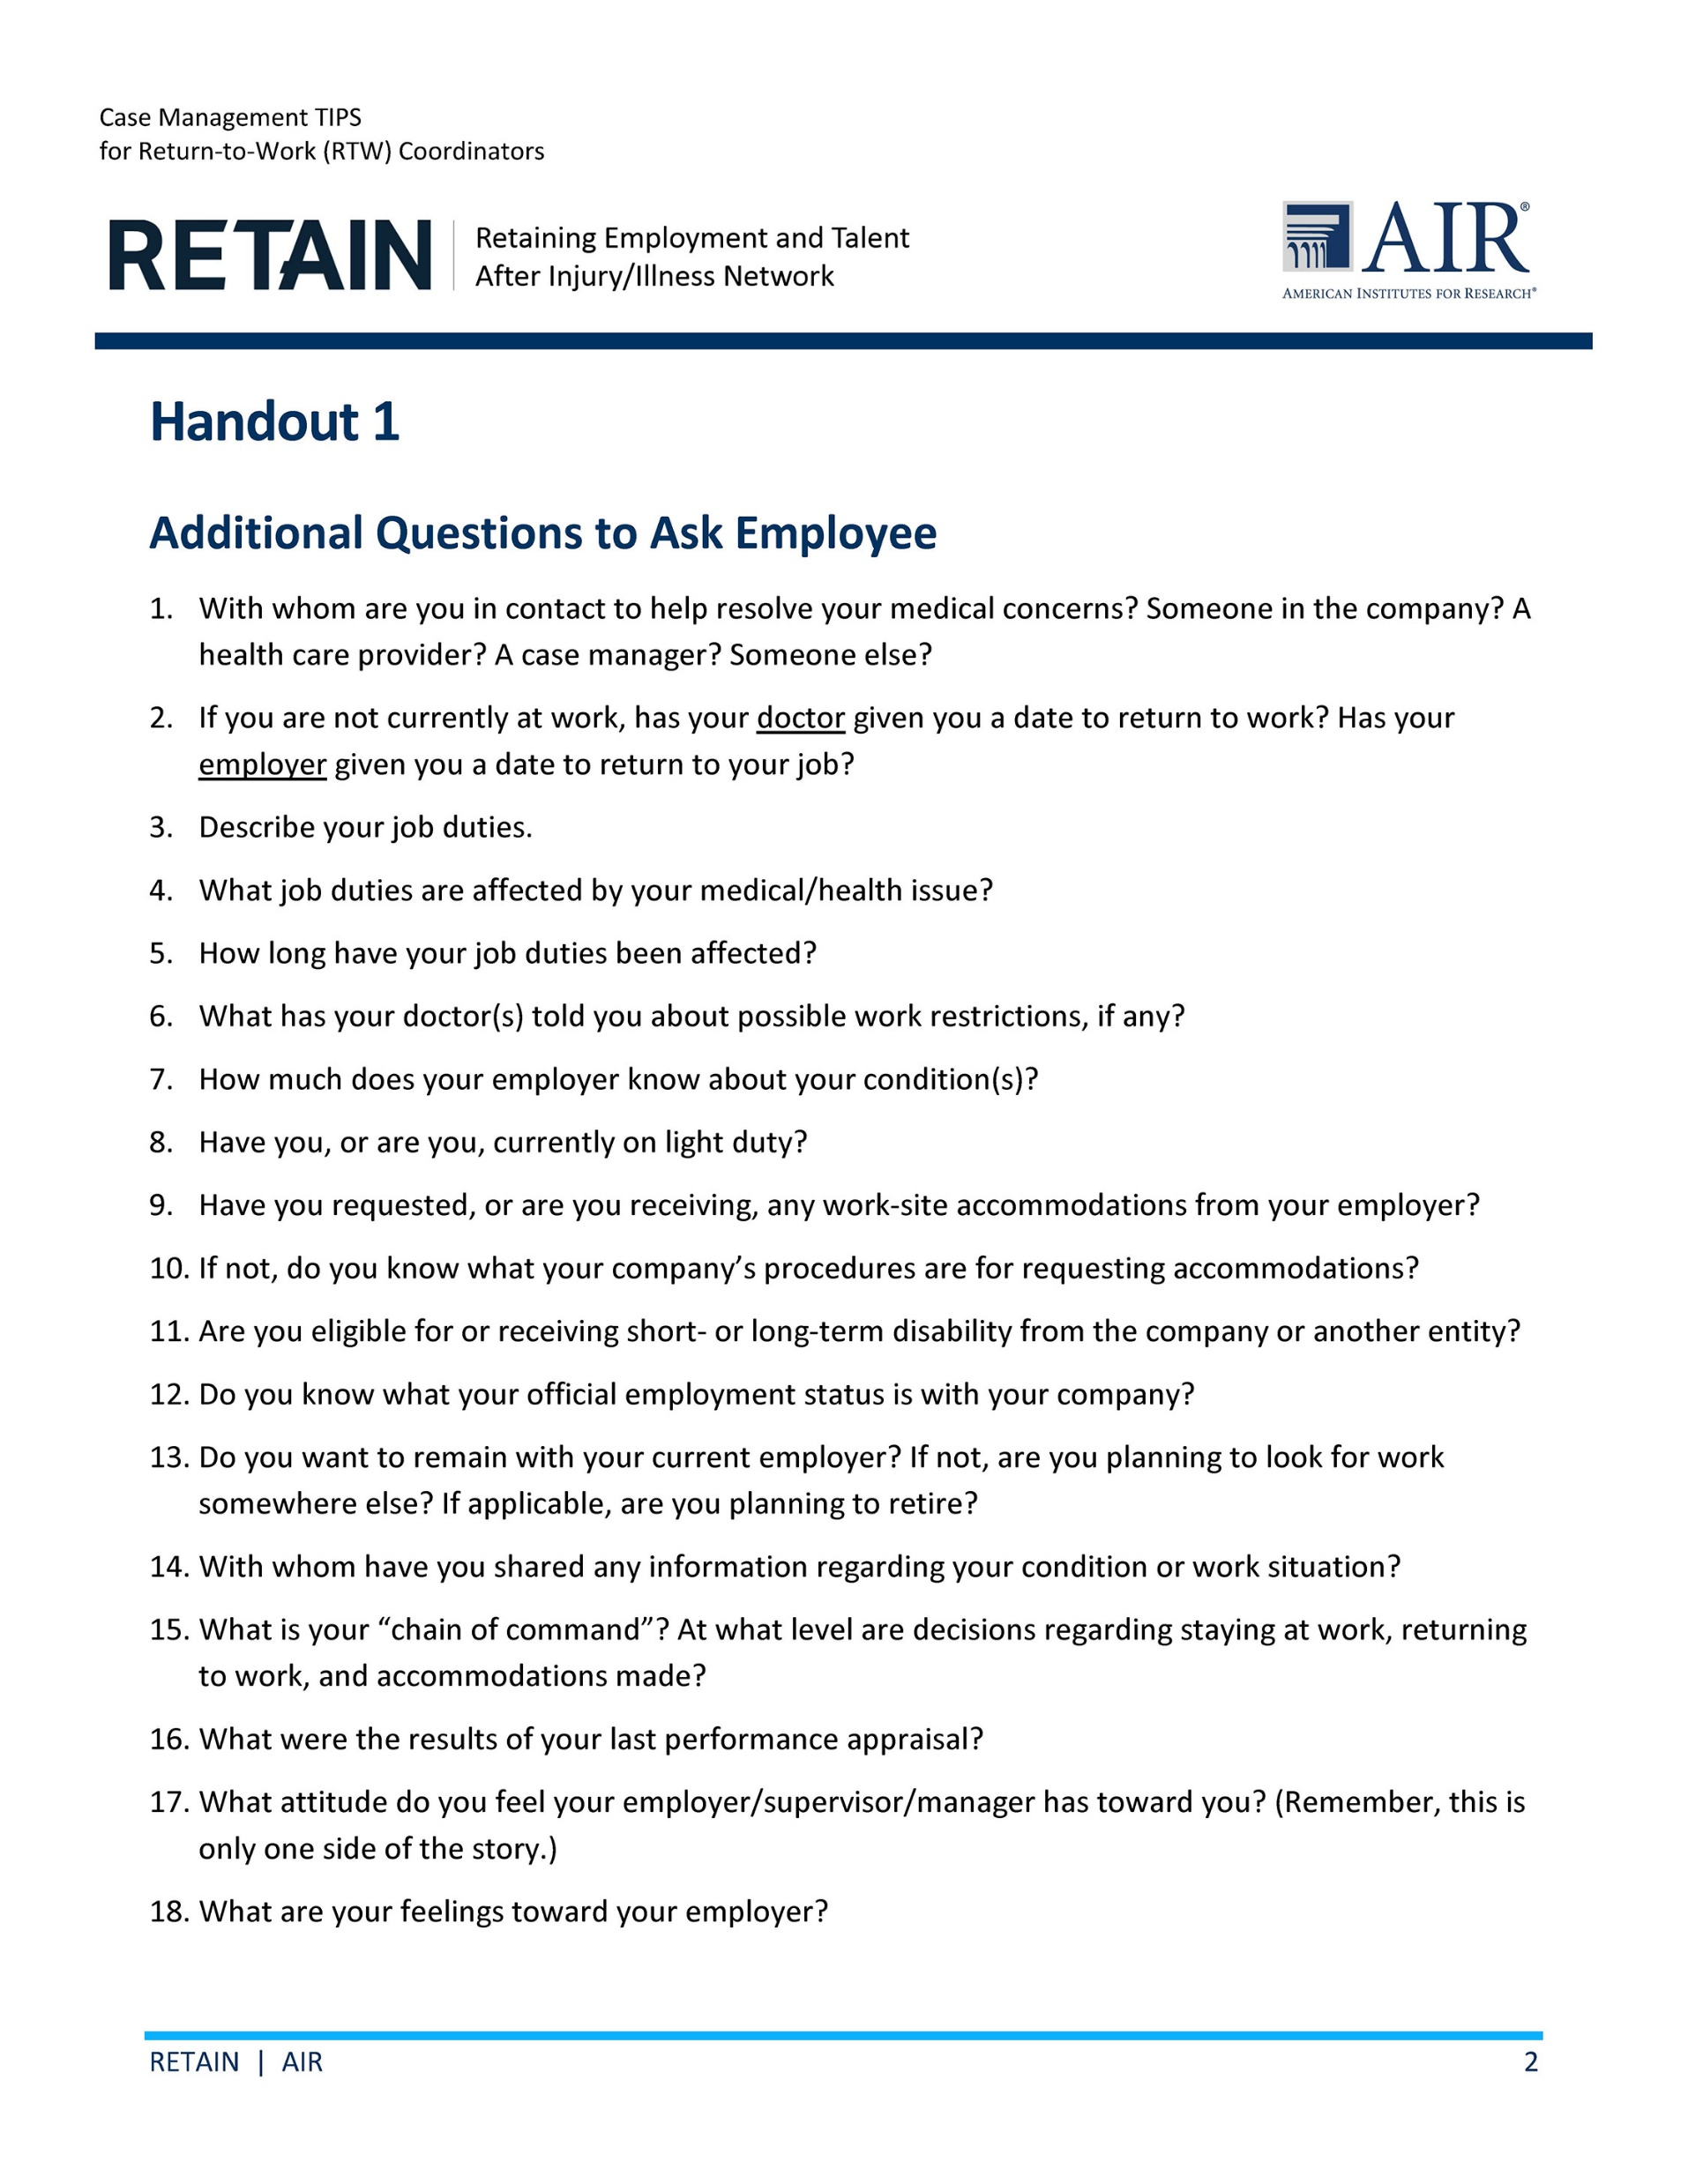 Case Management TIPS
for Return-to-Work (RTW) Coordinators
RETAIN
Retaining Employment and Talent
After Injury/Illness Network
AIR®
AMERICAN INSTITUTES FOR RESEARCH®
Handout 1
Additional Questions to Ask Employee
1. With whom are you in contact to help resolve your medical concerns? Someone in the company? A
health care provider? A case manager? Someone else?
2. If you are not currently at work, has your doctor given you a date to return to work? Has your
employer given you a date to return to your job?
3. Describe your job duties.
4. What job duties are affected by your medical/health issue?
5. How long have your job duties been affected?
6. What has your doctor(s) told you about possible work restrictions, if any?
7. How much does your employer know about your condition(s)?
8. Have you, or are you, currently on light duty?
9. Have you requested, or are you receiving, any work-site accommodations from your employer?
10. If not, do you know what your company’s procedures are for requesting accommodations?
11. Are you eligible for or receiving short- or long-term disability from the company or another entity?
12. Do you know what your official employment status is with your company?
13. Do you want to remain with your current employer? If not, are you planning to look for work
somewhere else? If applicable, are you planning to retire?
14. With whom have you shared any information regarding your condition or work situation?
15. What is your “chain of command”? At what level are decisions regarding staying at work, returning
to work, and accommodations made?
16. What were the results of your last performance appraisal?
17. What attitude do you feel your employer/supervisor/manager has toward you? (Remember, this is
only one side of the story.)
18. What are your feelings toward your employer?
RETAIN | AIR 2